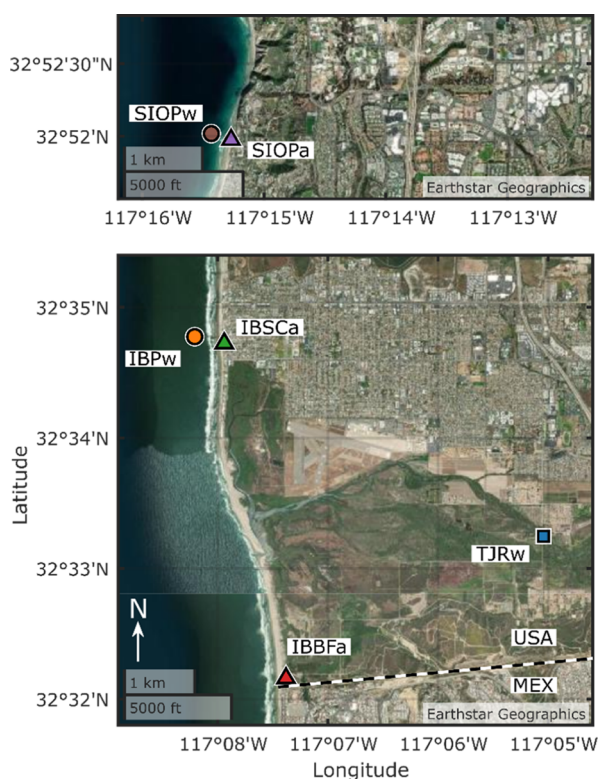 32°52'30"N
32°52'N
SIOPw
SIOPa
1 km
5000 ft
Earthstar Geographics
117°16'W 117°15'W 117°14'W 117°13'W
32°35'N
IBSCa
IBPw
32°34'N
Latitude
TJRw
32°33'N
N
IBBFa
USA
1 km
MEX
32°32'N
5000 ft
Earthstar Geographics
117°08'W 117°07'W 117°06'W 117°05'W
Longitude